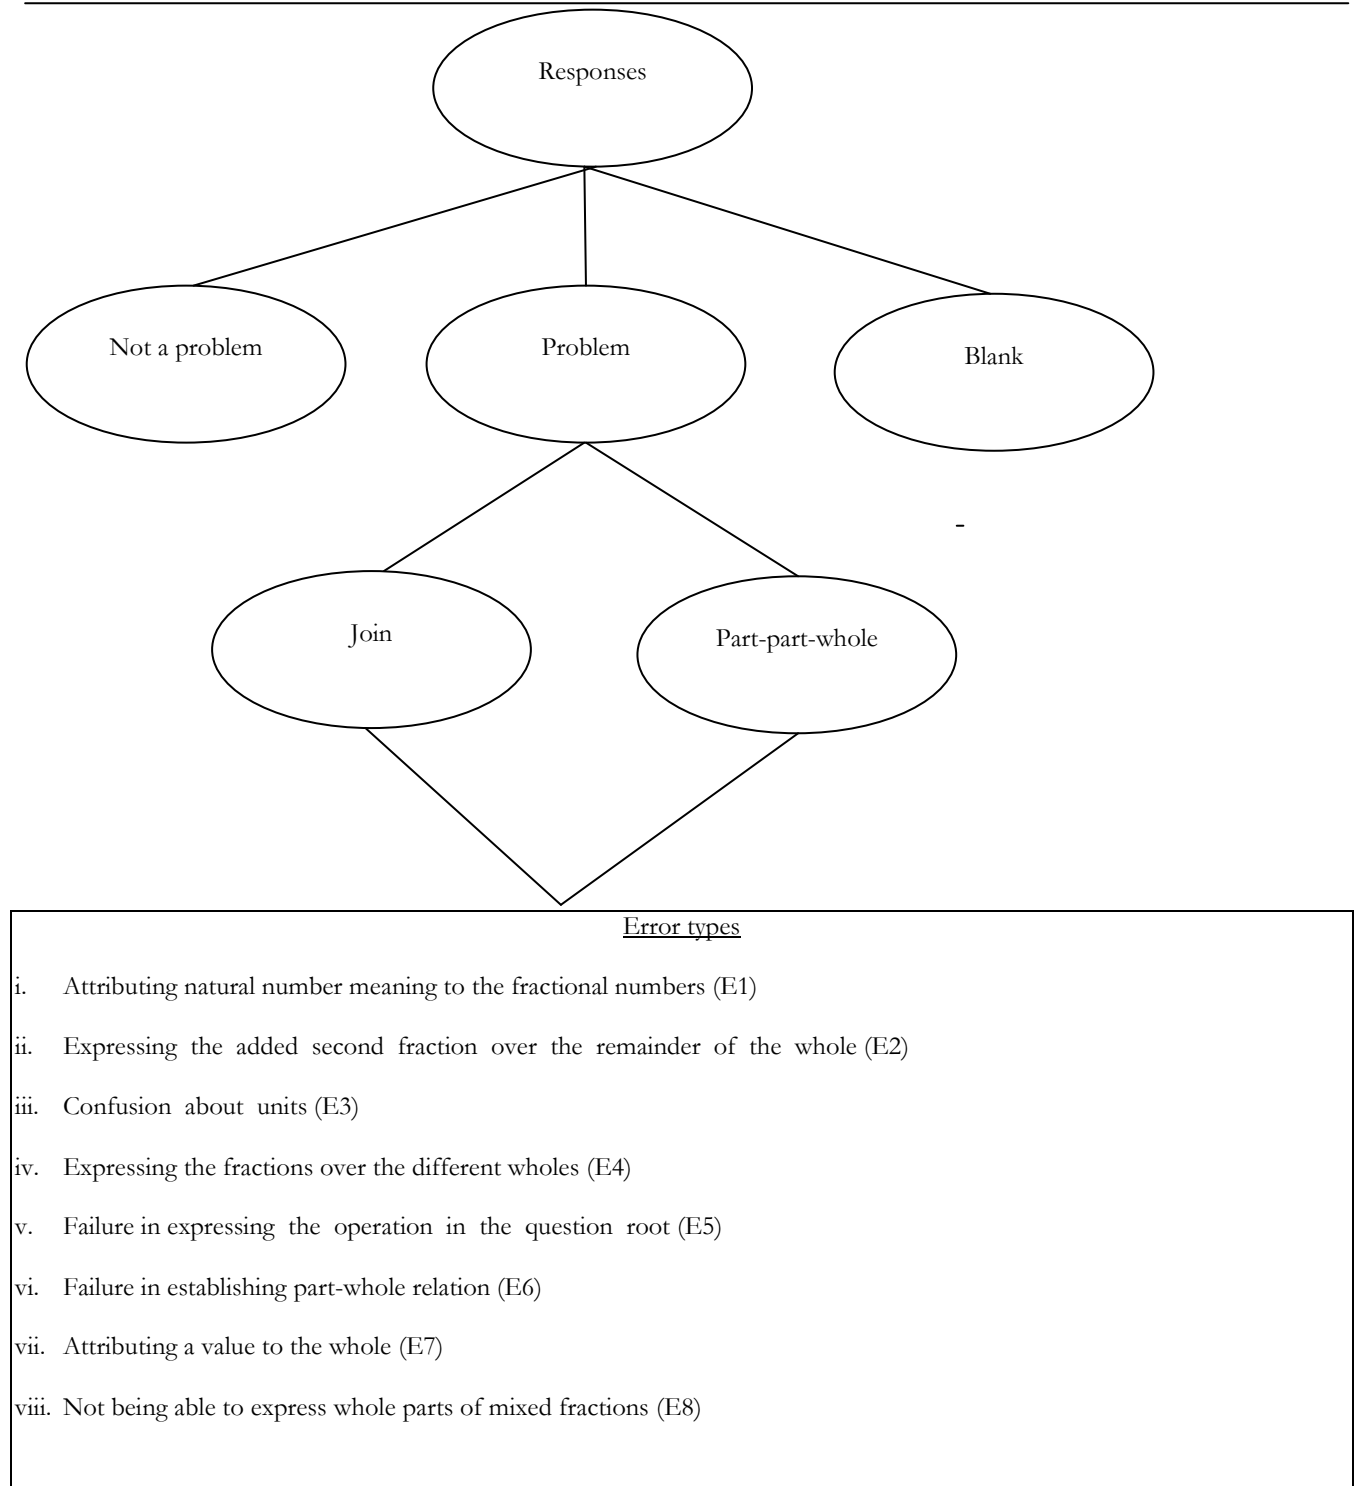 Responses
Not a problem
Problem
Blank
-
Join
Part-part-whole
Error types
i. Attributing natural number meaning to the fractional numbers (E1)
ii. Expressing the added second fraction over the remainder of the whole (E2)
iii. Confusion about units (E3)
iv. Expressing the fractions over the different wholes (E4)
v. Failure in expressing the operation in the question root (E5)
vi. Failure in establishing part-whole relation (E6)
vii. Attributing a value to the whole (E7)
viii. Not being able to express whole parts of mixed fractions (E8)